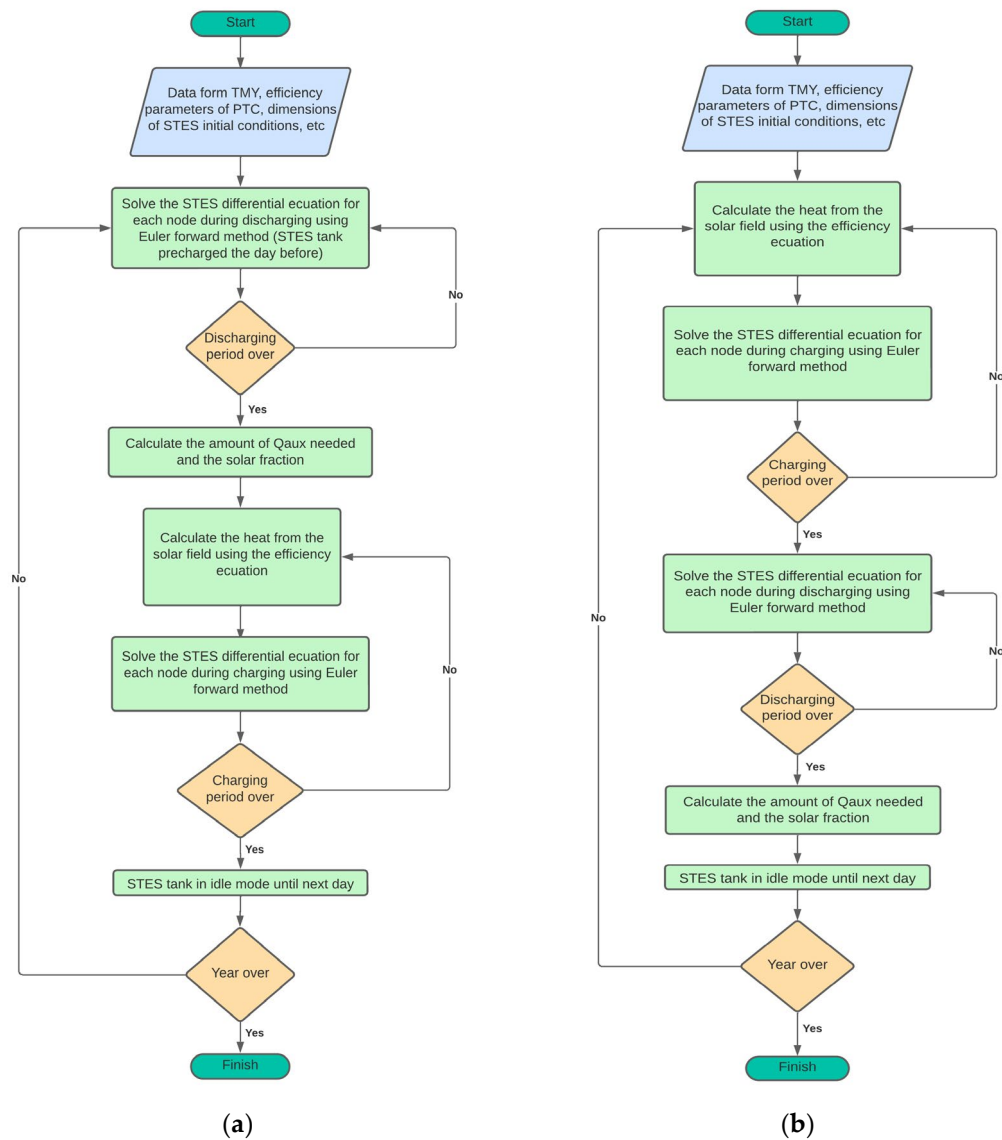 Start
Data form TMY, efficiency
parameters of PTC, dimensions
of STES initial conditions, etc
Solve the STES differential ecuation for
each node during discharging using
Euler forward method (STES tank
precharged the day before)
No
Discharging
period over
Yes
Calculate the amount of Qaux needed
and the solar fraction
Calculate the heat from the
solar field using the efficiency
equation
No
Solve the STES differential ecuation for
each node during charging using Euler
forward method
No
Charging
period over
Yes
STES tank in idle mode until next day
Year over
Yes
Finish
(a)
Start
Data form TMY, efficiency
parameters of PTC, dimensions
of STES initial conditions, etc
Calculate the heat from the
solar field using the efficiency
equation
Solve the STES differential ecuation for
each node during charging using Euler
forward method
No
Charging
period over
Yes
Solve the STES differential ecuation for
each node during discharging using
Euler forward method
No
No
Discharging
period over
Yes
Calculate the amount of Qaux needed
and the solar fraction
STES tank in idle mode until next day
Year over
Yes
Finish
(b)